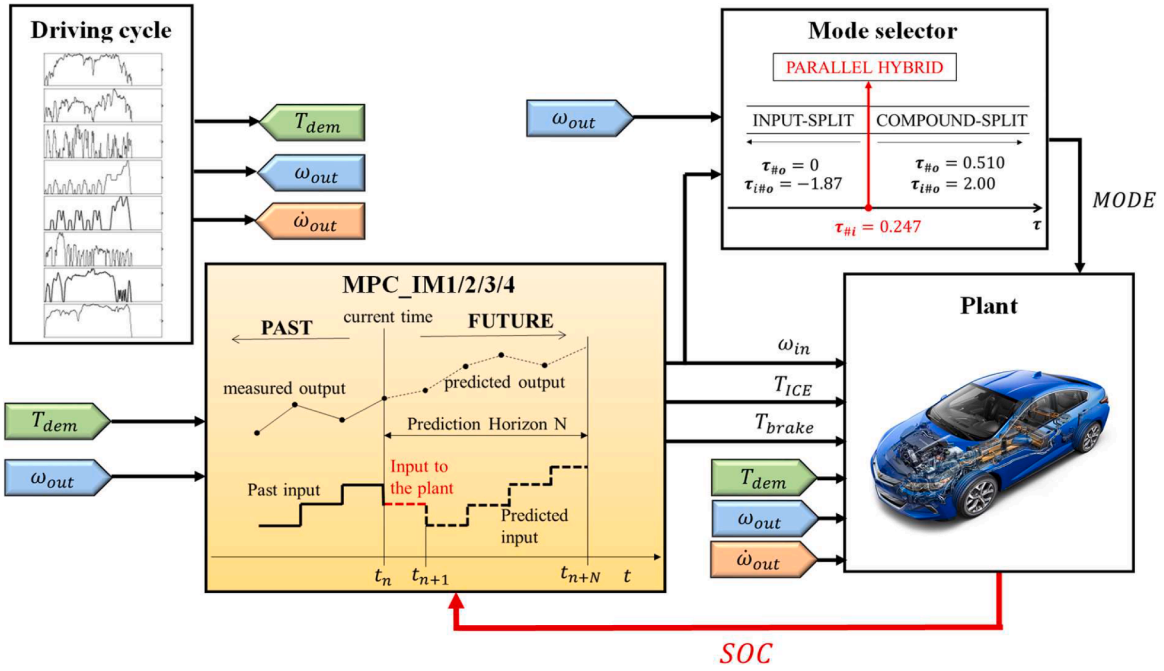 Driving cycle
T_dem
ω_out
ω̇_out
Mode selector
PARALLEL HYBRID
INPUT-SPLIT
COMPOUND-SPLIT
τ_#o = 0
τ_i#o = −1.87
τ_#o = 0.510
τ_i#o = 2.00
τ_#i = 0.247
τ
ω_out
MODE
MPC_IM1/2/3/4
PAST
current time
FUTURE
measured output
predicted output
Prediction Horizon N
Past input
Input to
the plant
Predicted
input
t_n
t_n+1
t_n+N
t
T_dem
ω_out
Plant
ω_in
T_ICE
T_brake
T_dem
ω_out
ω̇_out
SOC